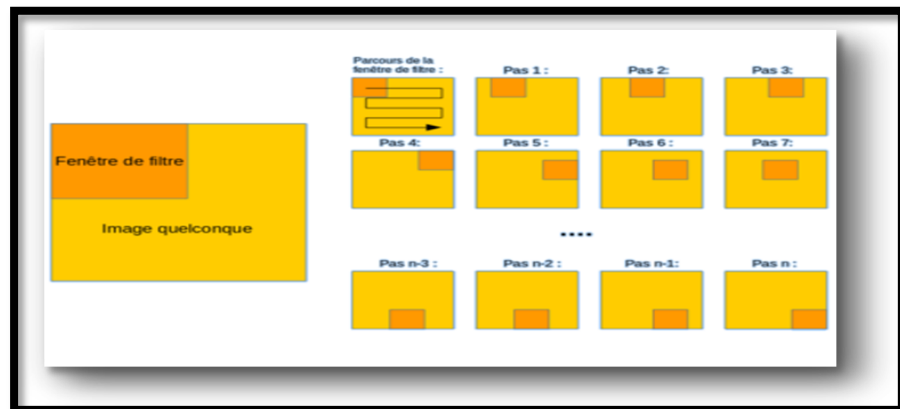 Parcours de la
fenêtre de filtre :
Pas 1 :
Pas 2:
Pas 3:
Fenêtre de filtre
Image quelconque
Pas 4:
Pas 5 :
Pas 6 :
Pas 7:
....
Pas n-3 :
Pas n-2 :
Pas n-1:
Pas n :